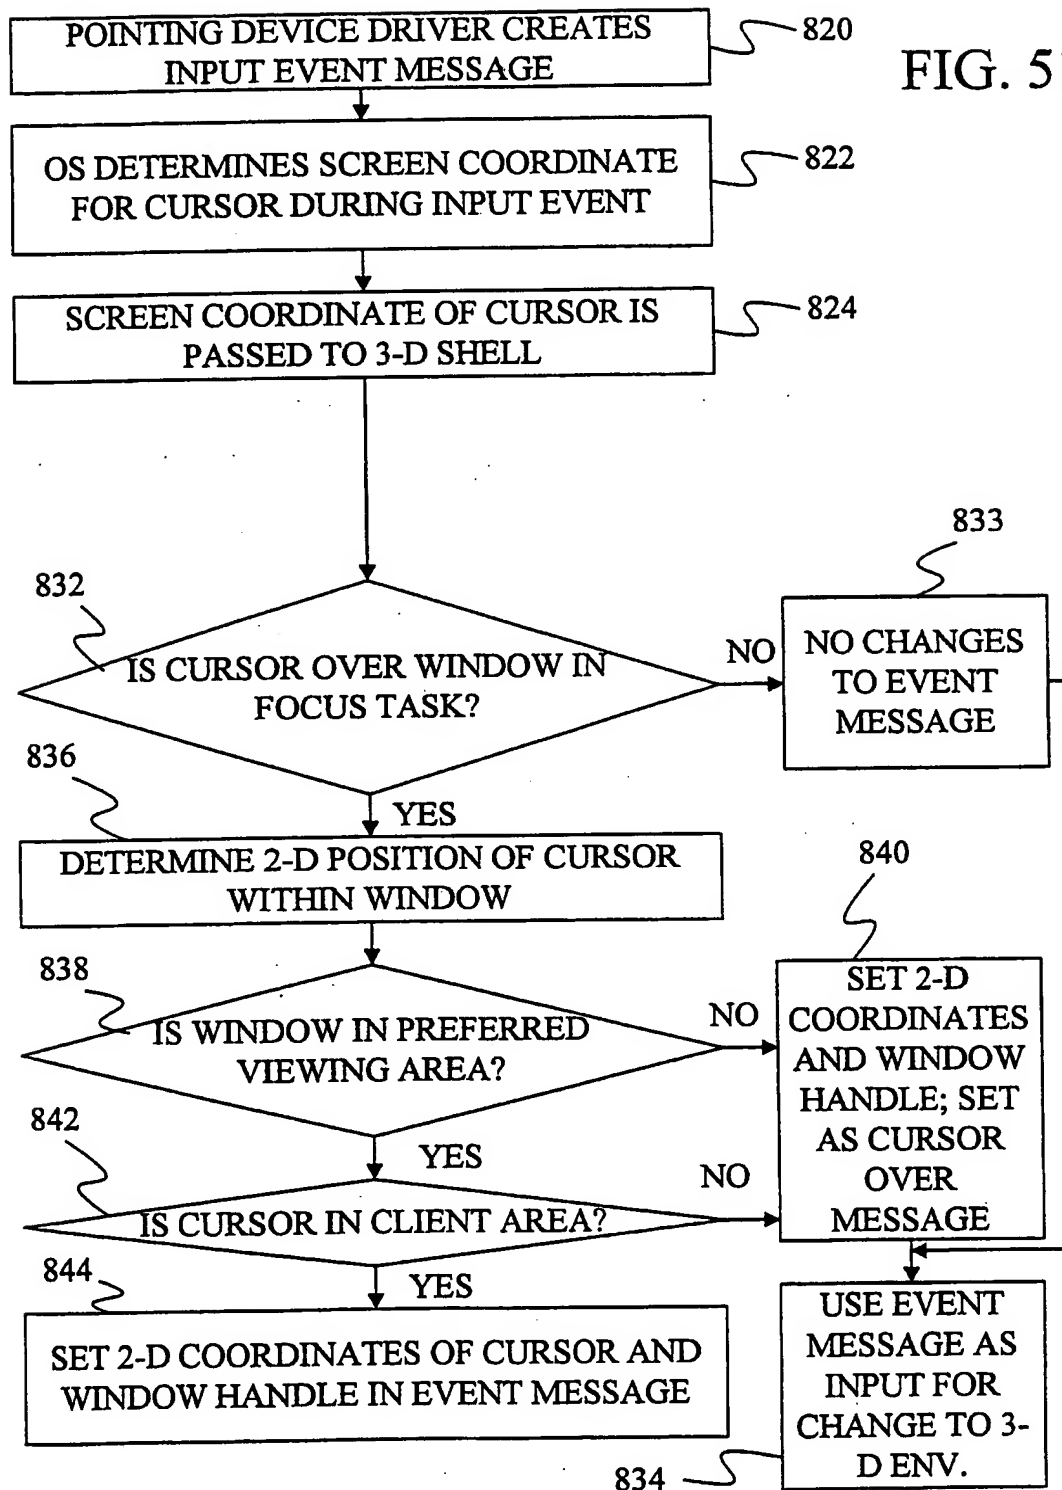 POINTING DEVICE DRIVER CREATES
INPUT EVENT MESSAGE
820
FIG. 5
OS DETERMINES SCREEN COORDINATE
FOR CURSOR DURING INPUT EVENT
822
SCREEN COORDINATE OF CURSOR IS
PASSED TO 3-D SHELL
824
832
IS CURSOR OVER WINDOW IN
FOCUS TASK?
NO
833
NO CHANGES
TO EVENT
MESSAGE
YES
836
DETERMINE 2-D POSITION OF CURSOR
WITHIN WINDOW
838
IS WINDOW IN PREFERRED
VIEWING AREA?
NO
840
SET 2-D
COORDINATES
AND WINDOW
HANDLE; SET
AS CURSOR
OVER
MESSAGE
YES
842
IS CURSOR IN CLIENT AREA?
NO
YES
844
SET 2-D COORDINATES OF CURSOR AND
WINDOW HANDLE IN EVENT MESSAGE
USE EVENT
MESSAGE AS
INPUT FOR
CHANGE TO 3-
D ENV.
834